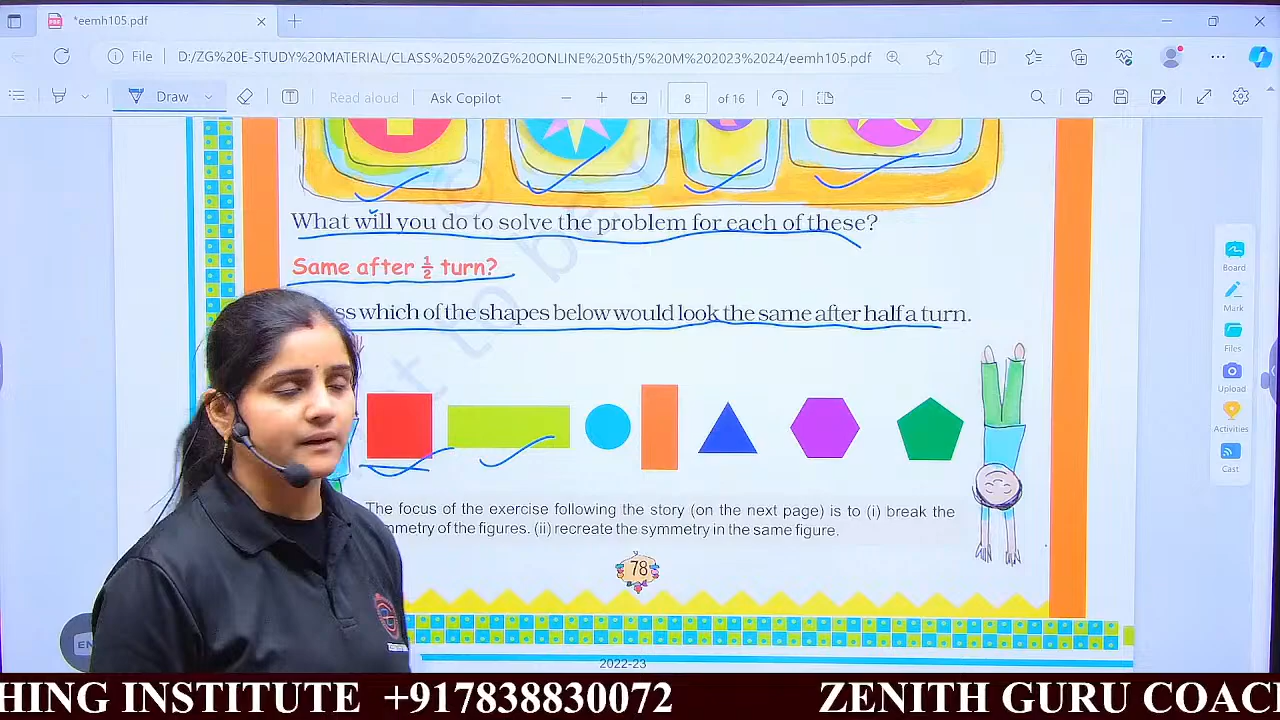 *eemh105.pdf
File
D:/ZG%20E-STUDY%20MATERIAL/CLASS%205%20ZG%20ONLINE%205th/5%20M%202023%2024/eemh105.pdf
Draw
Read aloud
Ask Copilot
8
of 16
What will you do to solve the problem for each of these?
Same after 1/2 turn?
ss which of the shapes below would look the same after half a turn.
The focus of the exercise following the story (on the next page) is to (i) break the
mmetry of the figures. (ii) recreate the symmetry in the same figure.
78
2022-23
Board
Mark
Files
Upload
Activities
Cast
EN
HING INSTITUTE +917838830072 ZENITH GURU COAC